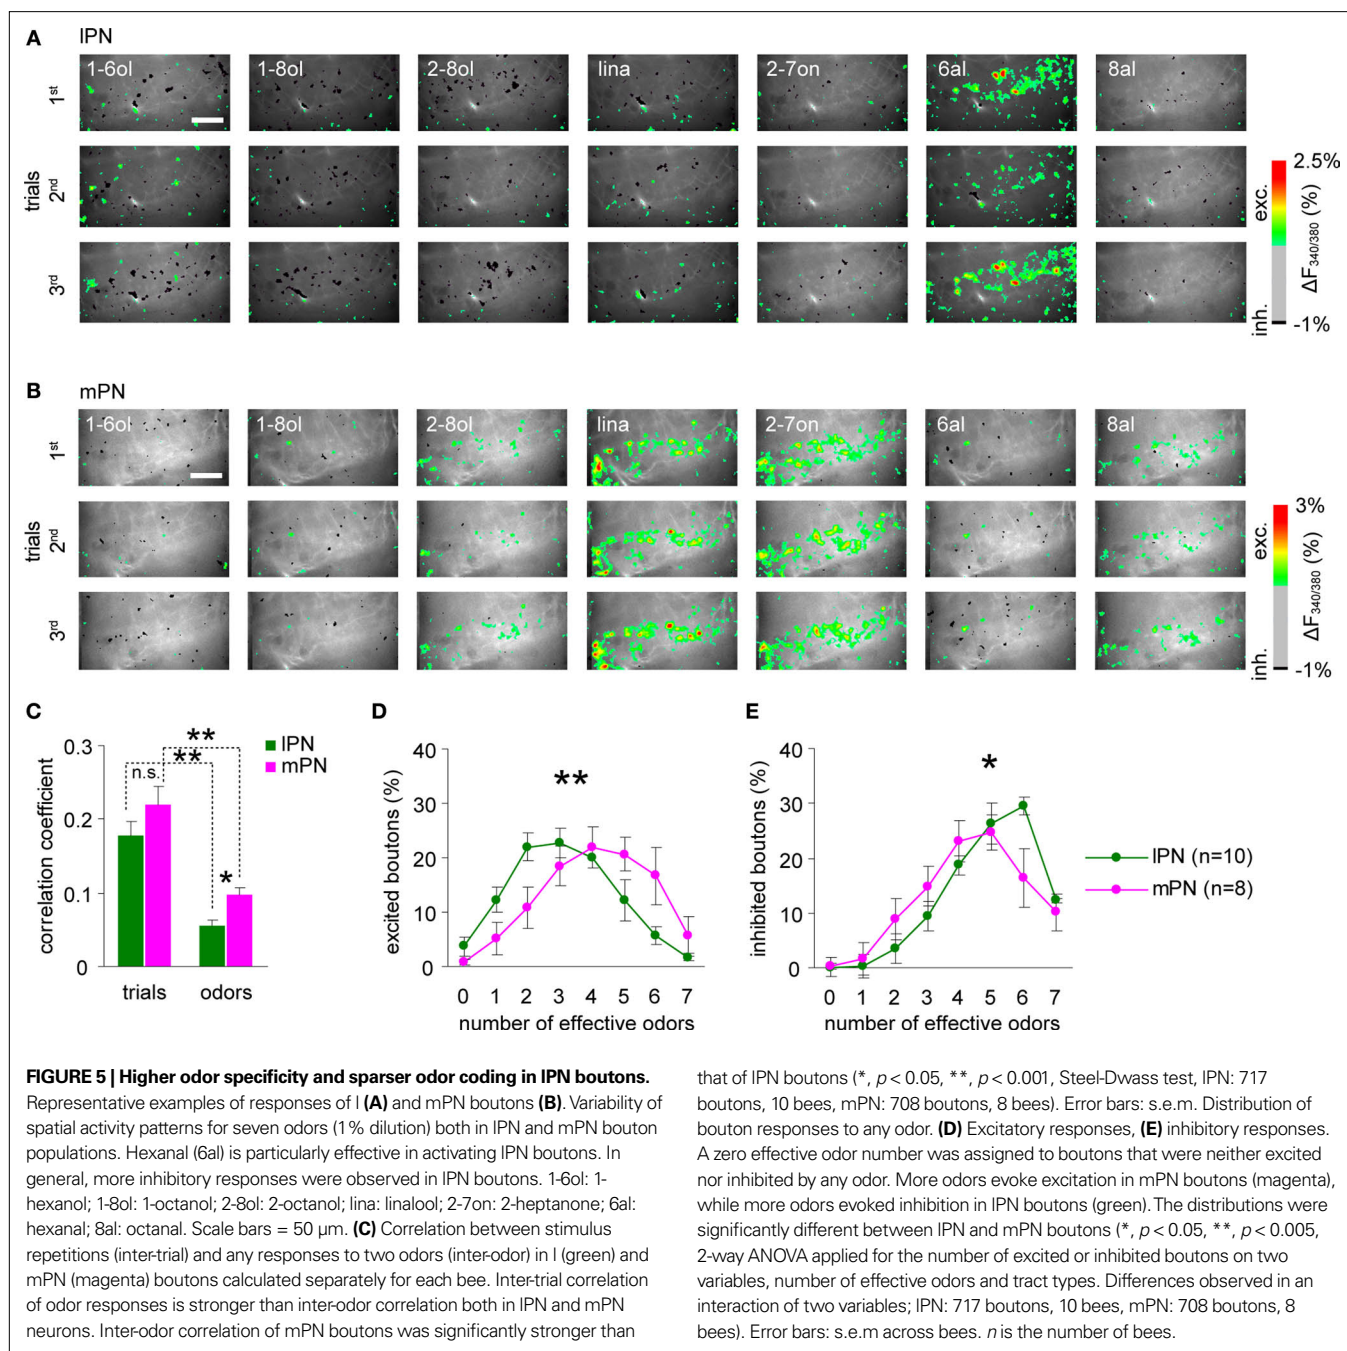 A lPN
1-6ol 1-8ol 2-8ol lina 2-7on 6al 8al
1st
trials
2nd
3rd
2.5%
exc.
ΔF340/380 (%)
inh.
-1%
B mPN
1-6ol 1-8ol 2-8ol lina 2-7on 6al 8al
1st
trials
2nd
3rd
3%
exc.
ΔF340/380 (%)
inh.
-1%
C
correlation coefficient
0.3
0.2
0.1
0
n.s.
**
**
*
lPN
mPN
trials odors
D
excited boutons (%)
40
30
20
10
0
**
0 1 2 3 4 5 6 7
number of effective odors
E
inhibited boutons (%)
40
30
20
10
0
*
0 1 2 3 4 5 6 7
number of effective odors
lPN (n=10)
mPN (n=8)
FIGURE 5 | Higher odor specificity and sparser odor coding in lPN boutons.
Representative examples of responses of l (A) and mPN boutons (B). Variability of
spatial activity patterns for seven odors (1% dilution) both in lPN and mPN bouton
populations. Hexanal (6al) is particularly effective in activating lPN boutons. In
general, more inhibitory responses were observed in lPN boutons. 1-6ol: 1-
hexanol; 1-8ol: 1-octanol; 2-8ol: 2-octanol; lina: linalool; 2-7on: 2-heptanone; 6al:
hexanal; 8al: octanal. Scale bars = 50 μm. (C) Correlation between stimulus
repetitions (inter-trial) and any responses to two odors (inter-odor) in l (green) and
mPN (magenta) boutons calculated separately for each bee. Inter-trial correlation
of odor responses is stronger than inter-odor correlation both in lPN and mPN
neurons. Inter-odor correlation of mPN boutons was significantly stronger than
that of lPN boutons (*, p < 0.05, **, p < 0.001, Steel-Dwass test, lPN: 717
boutons, 10 bees, mPN: 708 boutons, 8 bees). Error bars: s.e.m. Distribution of
bouton responses to any odor. (D) Excitatory responses, (E) inhibitory responses.
A zero effective odor number was assigned to boutons that were neither excited
nor inhibited by any odor. More odors evoke excitation in mPN boutons (magenta),
while more odors evoked inhibition in lPN boutons (green). The distributions were
significantly different between lPN and mPN boutons (*, p < 0.05, **, p < 0.005,
2-way ANOVA applied for the number of excited or inhibited boutons on two
variables, number of effective odors and tract types. Differences observed in an
interaction of two variables; lPN: 717 boutons, 10 bees, mPN: 708 boutons, 8
bees). Error bars: s.e.m across bees. n is the number of bees.